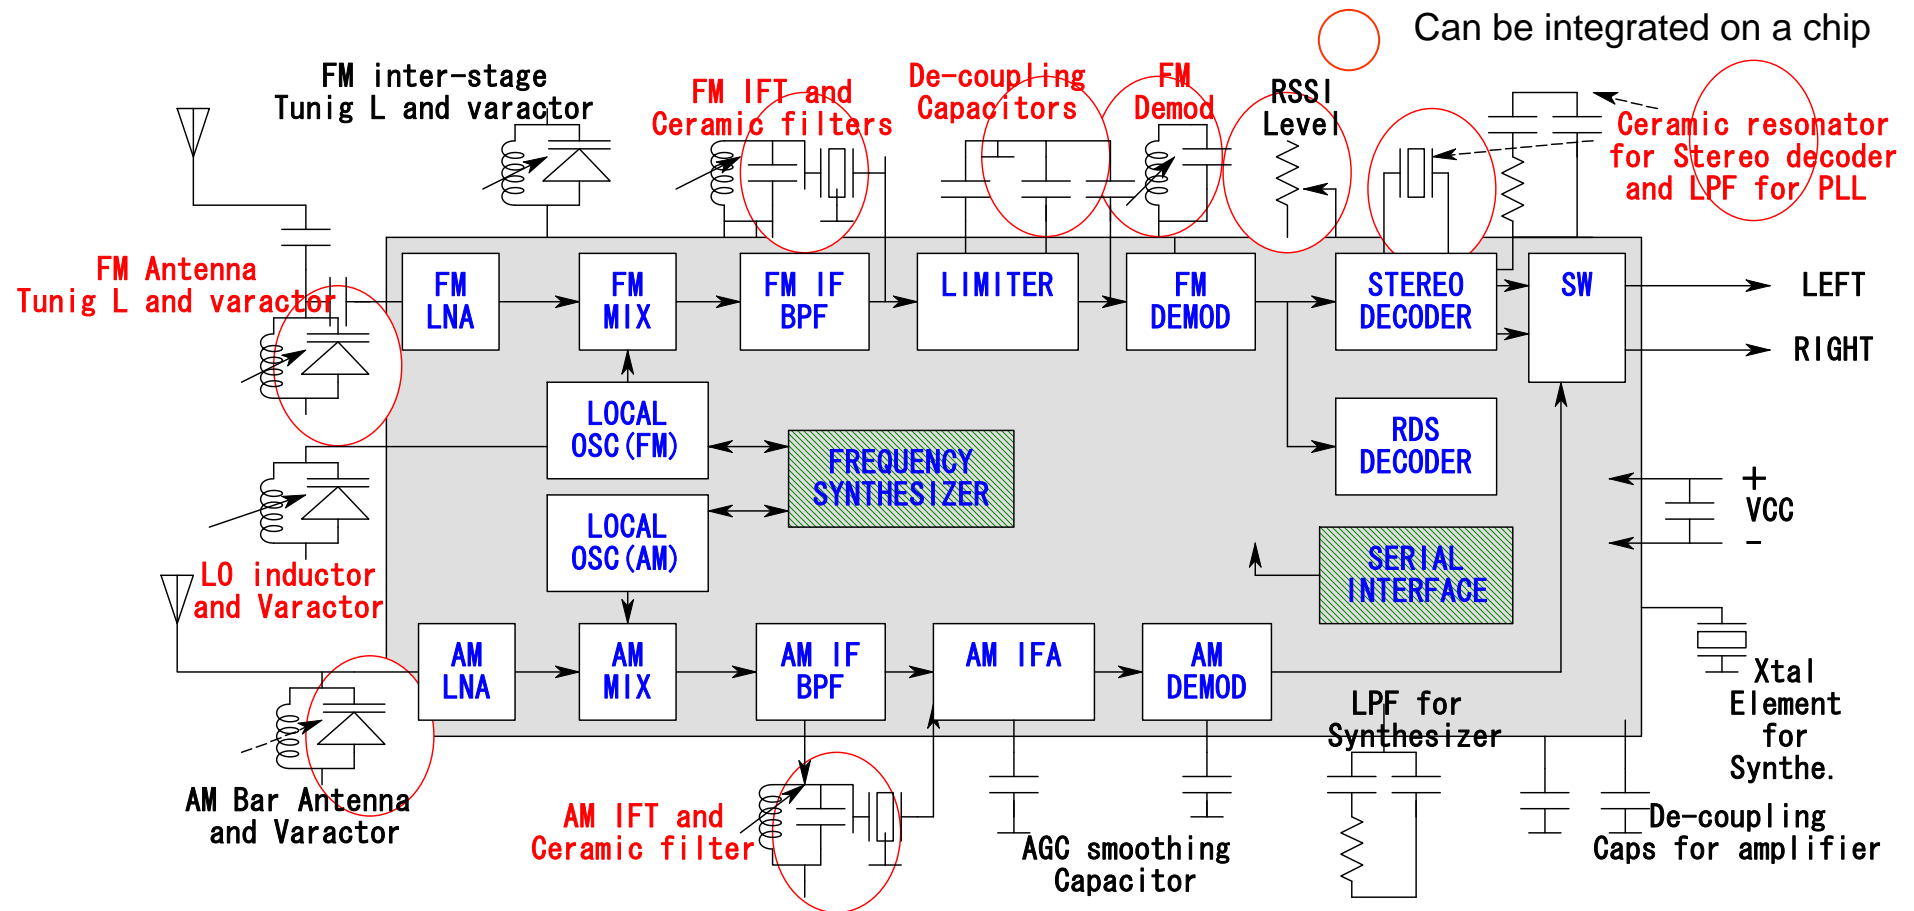 Can be integrated on a chip
FM inter-stage
Tunig L and varactor
FM IFT and
Ceramic filters
De-coupling
Capacitors
FM
Demod
RSSI
Level
Ceramic resonator
for Stereo decoder
and LPF for PLL
FM Antenna
Tunig L and varactor
FM
LNA
FM
MIX
FM IF
BPF
LIMITER
FM
DEMOD
STEREO
DECODER
SW
LEFT
RIGHT
LOCAL
OSC(FM)
FREQUENCY
SYNTHESIZER
RDS
DECODER
LOCAL
OSC(AM)
SERIAL
INTERFACE
+
VCC
-
LO inductor
and Varactor
AM
LNA
AM
MIX
AM IF
BPF
AM IFA
AM
DEMOD
Xtal
Element
for
Synthe.
LPF for
Synthesizer
AM Bar Antenna
and Varactor
AM IFT and
Ceramic filter
AGC smoothing
Capacitor
De-coupling
Caps for amplifier